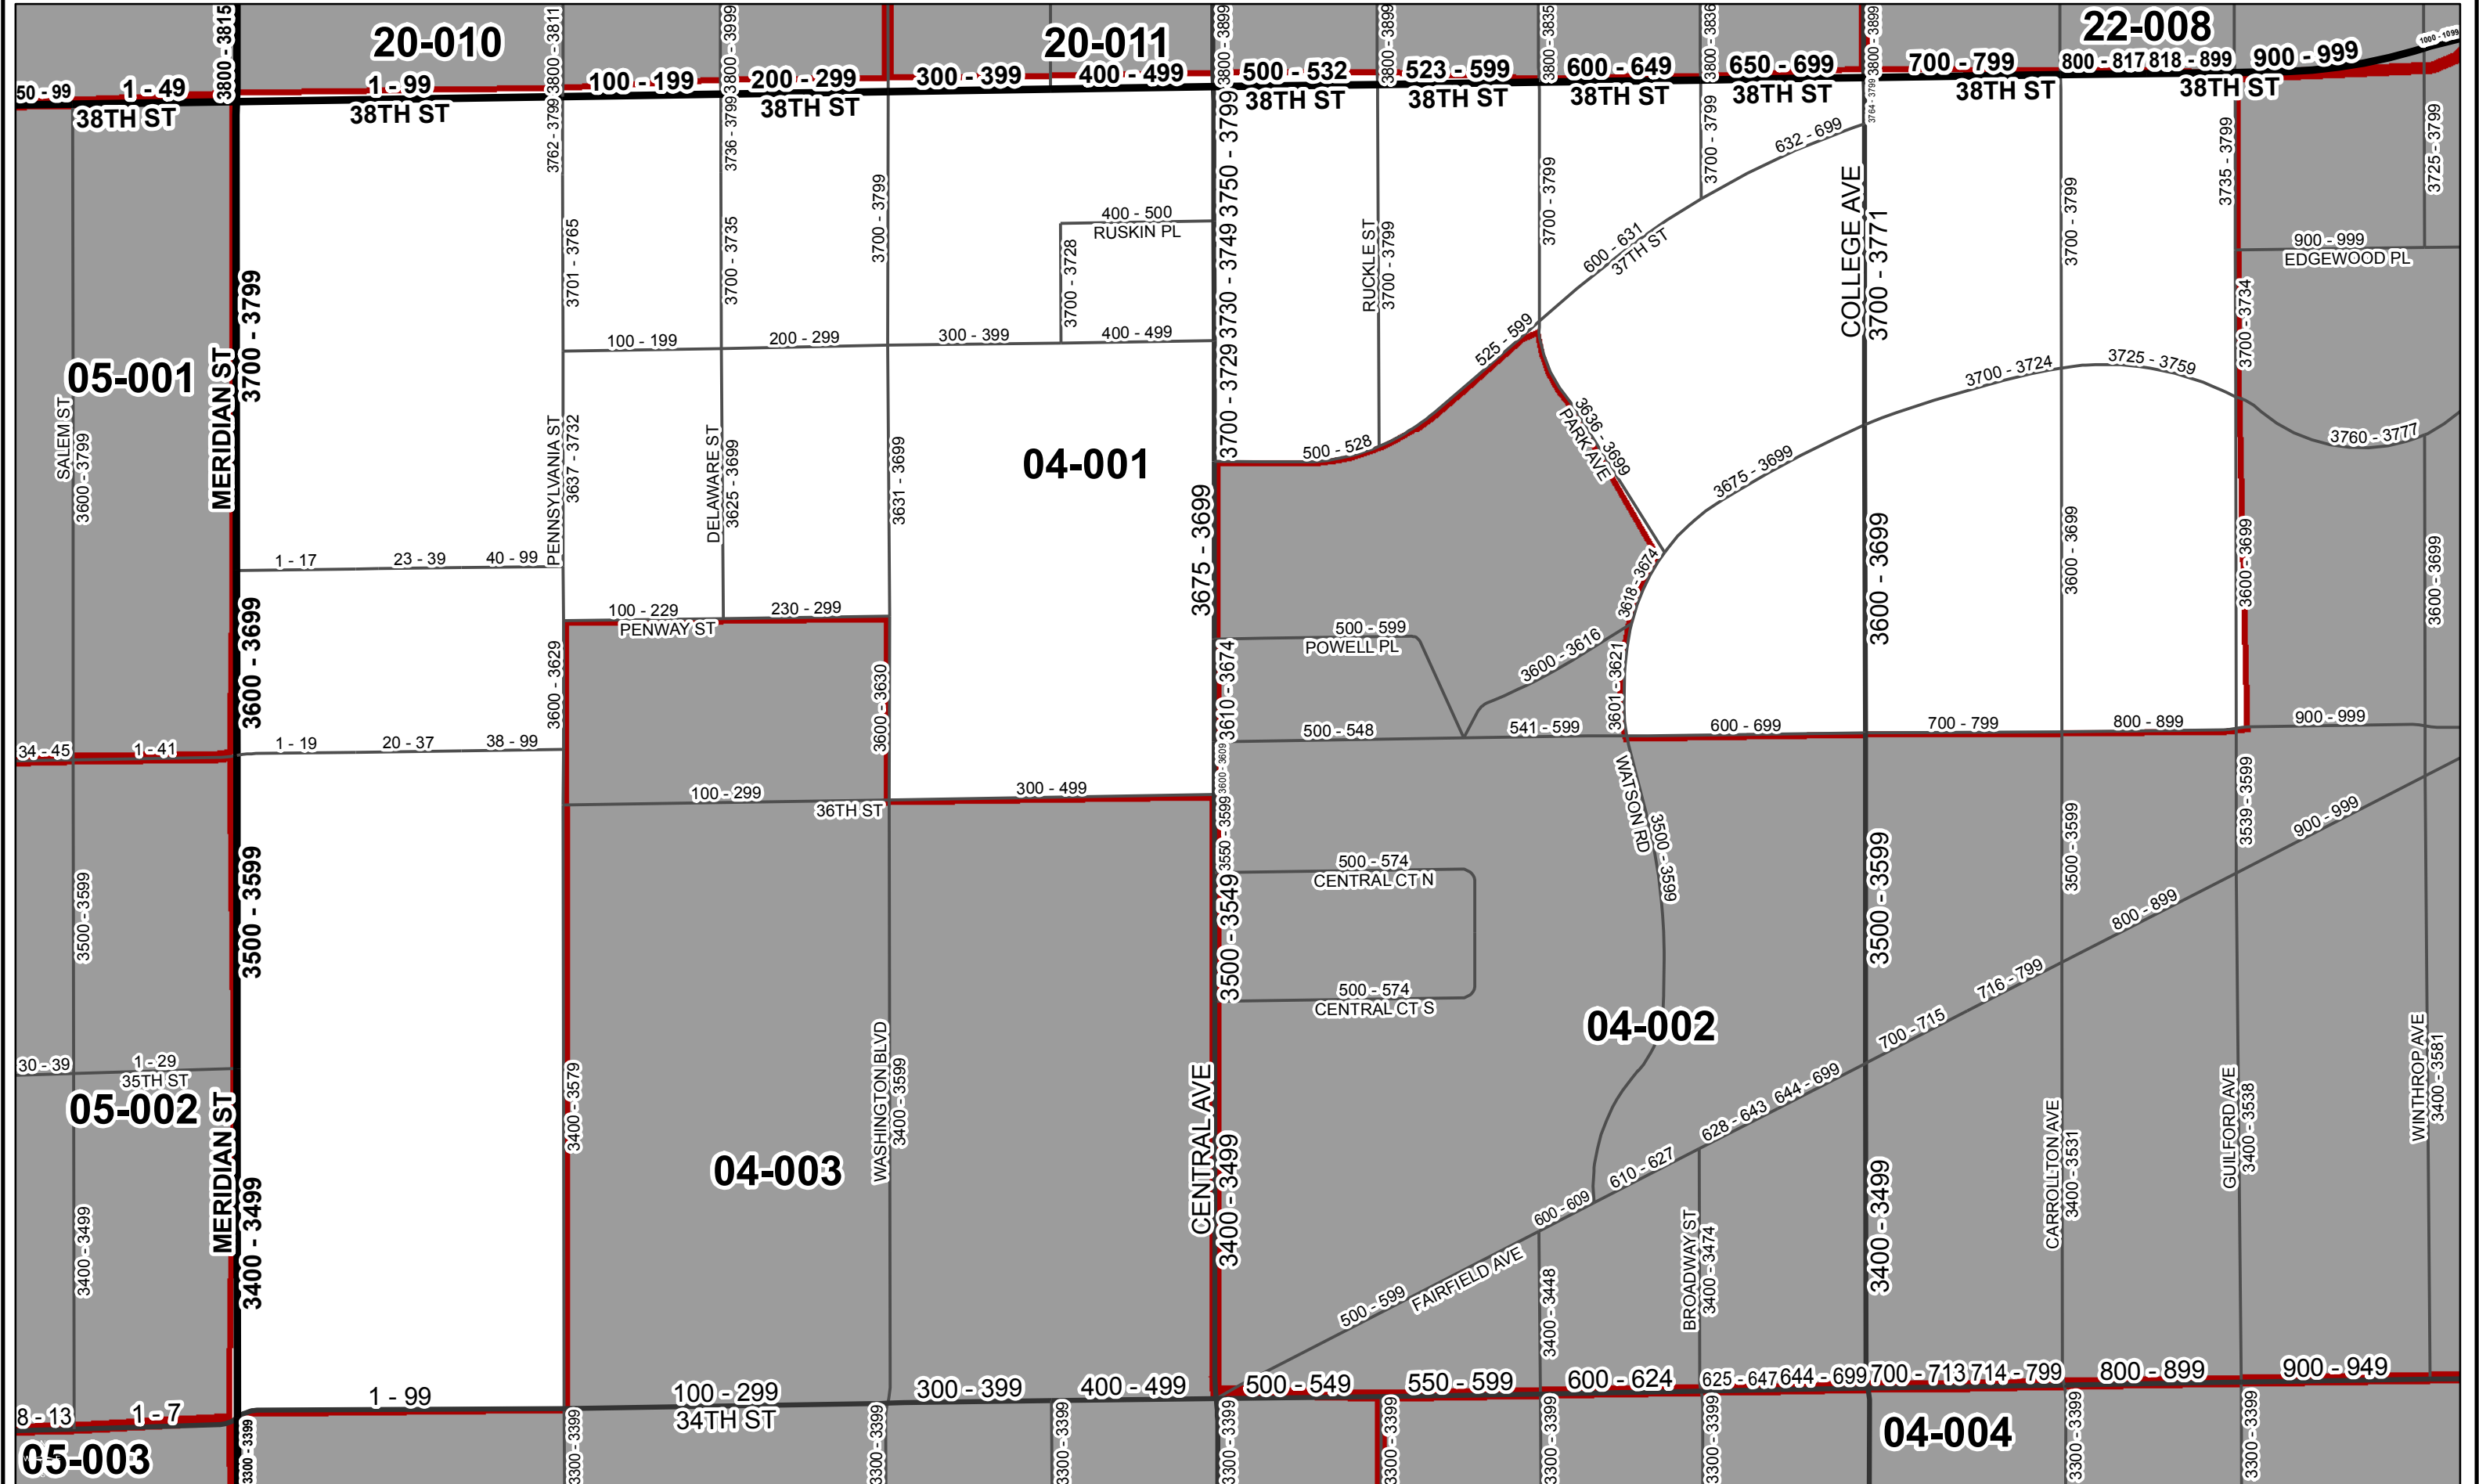 20-010
20-011
22-008
3800 - 3815
3800 - 3811
3800 - 3999
3800 - 3899
3800 - 3899
3800 - 3835
3800 - 3836
3800 - 3899
1000 - 1099
50 - 99
1 - 49
1 - 99
100 - 199
200 - 299
300 - 399
400 - 499
500 - 532
523 - 599
600 - 649
650 - 699
700 - 799
800 - 817
818 - 899
900 - 999
38TH ST
38TH ST
38TH ST
38TH ST
38TH ST
38TH ST
38TH ST
38TH ST
38TH ST
3762 - 3799
3736 - 3799
3750 - 3799
3700 - 3799
3764 - 3799
632 - 699
3735 - 3799
3725 - 3799
3700 - 3799
3700 - 3799
3700 - 3799
400 - 500
RUSKIN PL
3700 - 3728
3701 - 3765
3700 - 3735
3730 - 3749
RUCKLE ST
3700 - 3799
600 - 631
37TH ST
COLLEGE AVE
3700 - 3771
900 - 999
EDGEWOOD PL
3700 - 3734
3700 - 3799
MERIDIAN ST
05-001
100 - 199
200 - 299
300 - 399
400 - 499
3700 - 3729
525 - 599
500 - 528
3636 - 3699
PARK AVE
3700 - 3724
3725 - 3759
3760 - 3777
3675 - 3699
SALEM ST
3600 - 3799
PENNSYLVANIA ST
3637 - 3732
DELAWARE ST
3625 - 3699
3631 - 3699
04-001
3675 - 3699
3600 - 3699
3600 - 3699
3600 - 3699
3600 - 3699
1 - 17
23 - 39
40 - 99
100 - 229
230 - 299
PENWAY ST
3618 - 3674
500 - 599
POWELL PL
3600 - 3616
3601 - 3621
3600 - 3699
3600 - 3629
3600 - 3630
3610 - 3674
34 - 45
1 - 41
1 - 19
20 - 37
38 - 99
500 - 548
541 - 599
600 - 699
700 - 799
800 - 899
900 - 999
3600 - 3609
100 - 299
36TH ST
300 - 499
WATSON RD
3500 - 3599
3550 - 3599
3539 - 3599
900 - 999
500 - 574
CENTRAL CT N
3500 - 3599
3500 - 3599
3500 - 3549
3500 - 3599
3500 - 3599
800 - 899
716 - 799
500 - 574
CENTRAL CT S
04-002
700 - 715
30 - 39
1 - 29
35TH ST
05-002
MERIDIAN ST
3400 - 3499
3400 - 3579
WASHINGTON BLVD
3400 - 3599
04-003
CENTRAL AVE
3400 - 3499
644 - 699
628 - 643
610 - 627
600 - 609
500 - 599
FAIRFIELD AVE
3400 - 3448
BROADWAY ST
3400 - 3474
3400 - 3499
CARROLLTON AVE
3400 - 3531
GUILFORD AVE
3400 - 3538
WINTHROP AVE
3400 - 3581
3400 - 3499
8 - 13
1 - 7
1 - 99
100 - 299
34TH ST
300 - 399
400 - 499
500 - 549
550 - 599
600 - 624
625 - 647
644 - 699
700 - 713
714 - 799
800 - 899
900 - 949
05-003
04-004
3300 - 3399
3300 - 3399
3300 - 3399
3300 - 3399
3300 - 3399
3300 - 3399
3300 - 3399
3300 - 3399
3300 - 3399
3300 - 3399